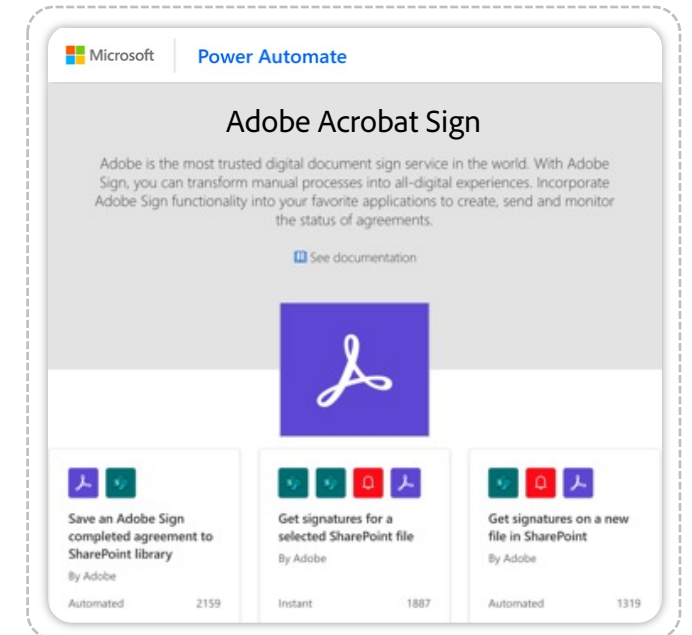 Microsoft
Power Automate
Adobe Acrobat Sign
Adobe is the most trusted digital document sign service in the world. With Adobe
Sign, you can transform manual processes into all-digital experiences. Incorporate
Adobe Sign functionality into your favorite applications to create, send and monitor
the status of agreements.
See documentation
Save an Adobe Sign
completed agreement to
SharePoint library
By Adobe
Automated 2159
Get signatures for a
selected SharePoint file
By Adobe
Instant 1887
Get signatures on a new
file in SharePoint
By Adobe
Automated 1319